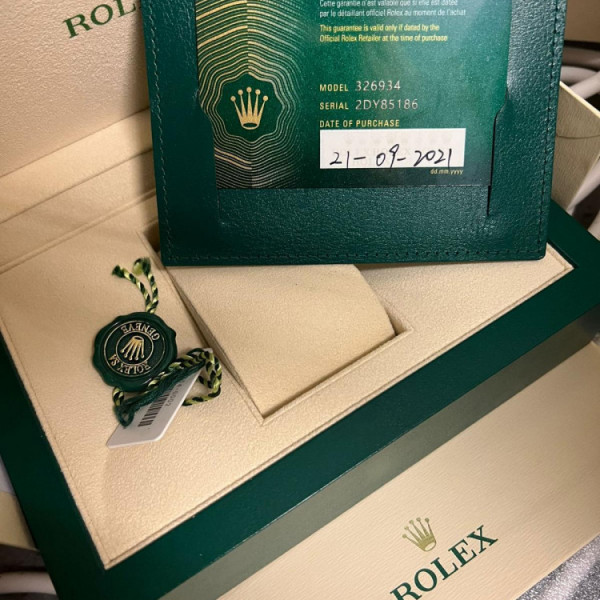 ROLEX
Cette garantie n'est valable que si elle est datée
par le détaillant officiel Rolex au moment de l'achat
This guarantee is valid only if dated by the
Official Rolex Retailer at the time of purchase
MODEL 326934
SERIAL 2DY85186
DATE OF PURCHASE
21-09-2021
dd.mm.yyyy
ROLEX SA
GENEVE
ROLEX